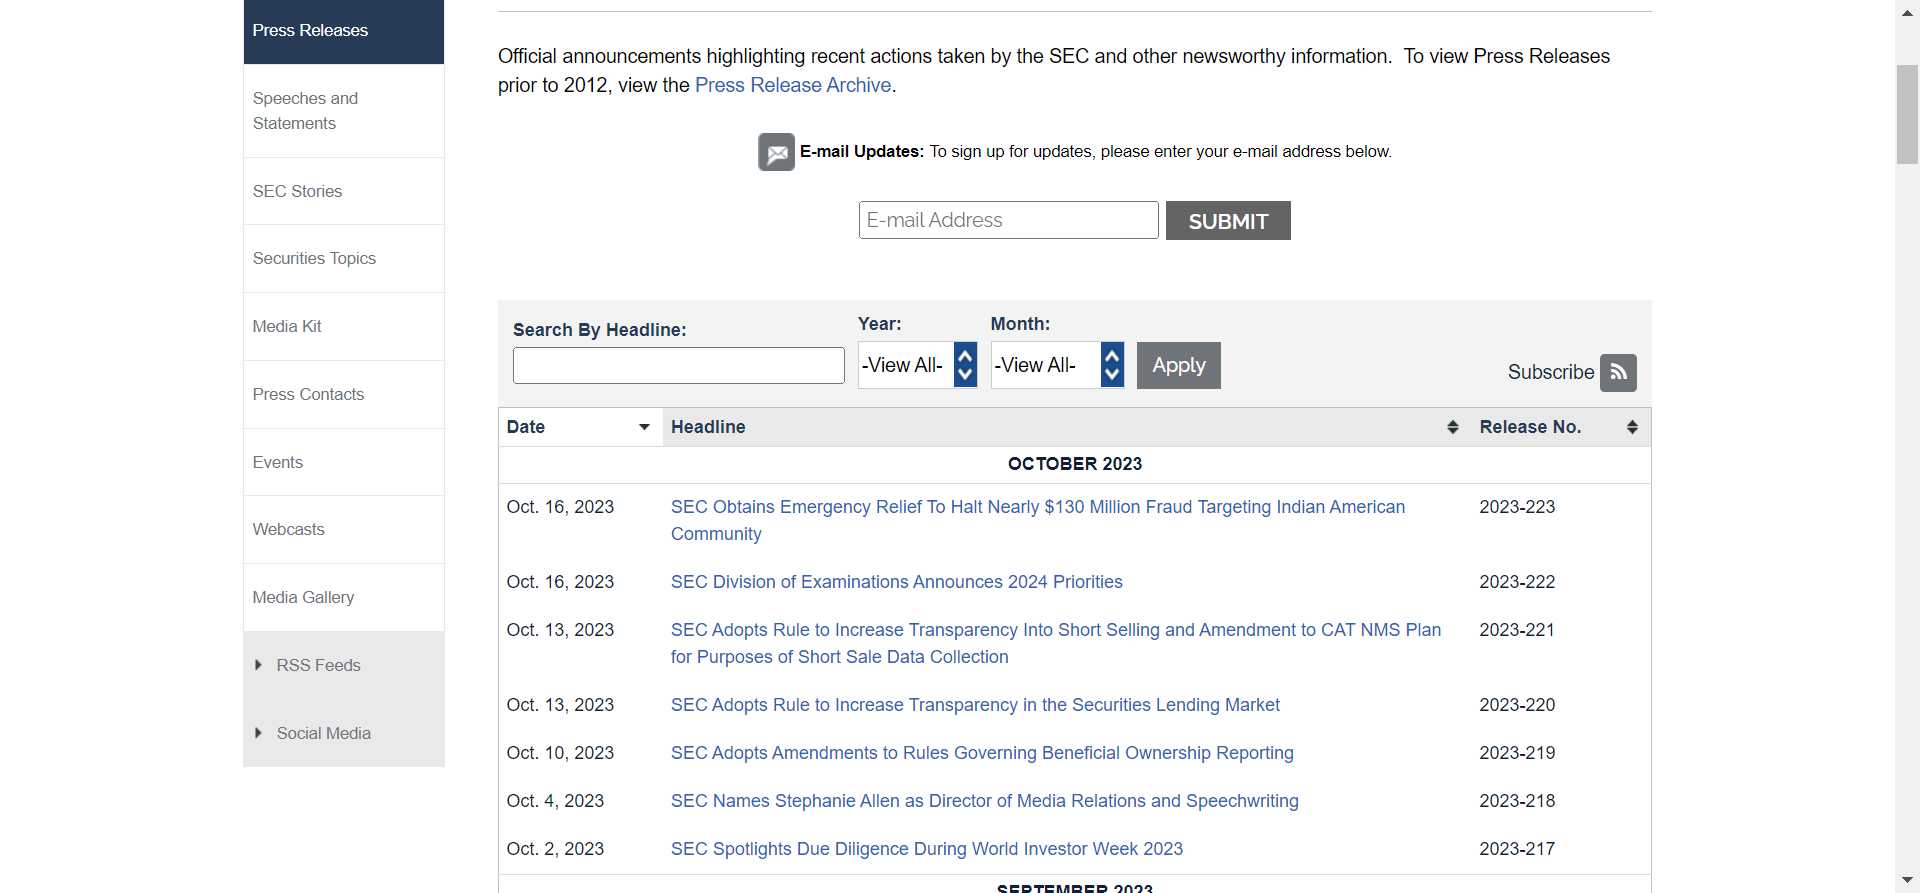 Press Releases
Speeches and
Statements
SEC Stories
Securities Topics
Media Kit
Press Contacts
Events
Webcasts
Media Gallery
RSS Feeds
Social Media
Official announcements highlighting recent actions taken by the SEC and other newsworthy information.  To view Press Releases
prior to 2012, view the Press Release Archive.
E-mail Updates: To sign up for updates, please enter your e-mail address below.
E-mail Address SUBMIT
Search By Headline: Year: Month:
-View All- -View All- Apply Subscribe
Date Headline Release No.
OCTOBER 2023
Oct. 16, 2023 SEC Obtains Emergency Relief To Halt Nearly $130 Million Fraud Targeting Indian American 2023-223
Community
Oct. 16, 2023 SEC Division of Examinations Announces 2024 Priorities 2023-222
Oct. 13, 2023 SEC Adopts Rule to Increase Transparency Into Short Selling and Amendment to CAT NMS Plan 2023-221
for Purposes of Short Sale Data Collection
Oct. 13, 2023 SEC Adopts Rule to Increase Transparency in the Securities Lending Market 2023-220
Oct. 10, 2023 SEC Adopts Amendments to Rules Governing Beneficial Ownership Reporting 2023-219
Oct. 4, 2023 SEC Names Stephanie Allen as Director of Media Relations and Speechwriting 2023-218
Oct. 2, 2023 SEC Spotlights Due Diligence During World Investor Week 2023 2023-217
SEPTEMBER 2023